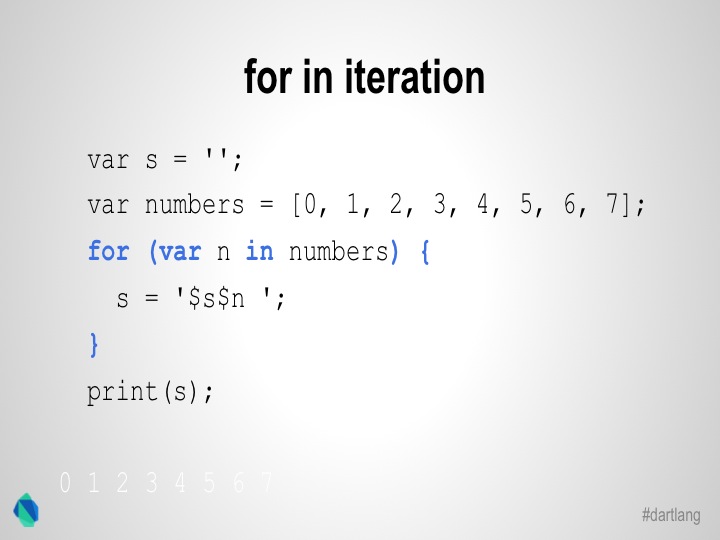 for in iteration
var s = '';
var numbers = [0, 1, 2, 3, 4, 5, 6, 7];
for (var n in numbers) {
  s = '$s$n ';
}
print(s);
0 1 2 3 4 5 6 7
#dartlang